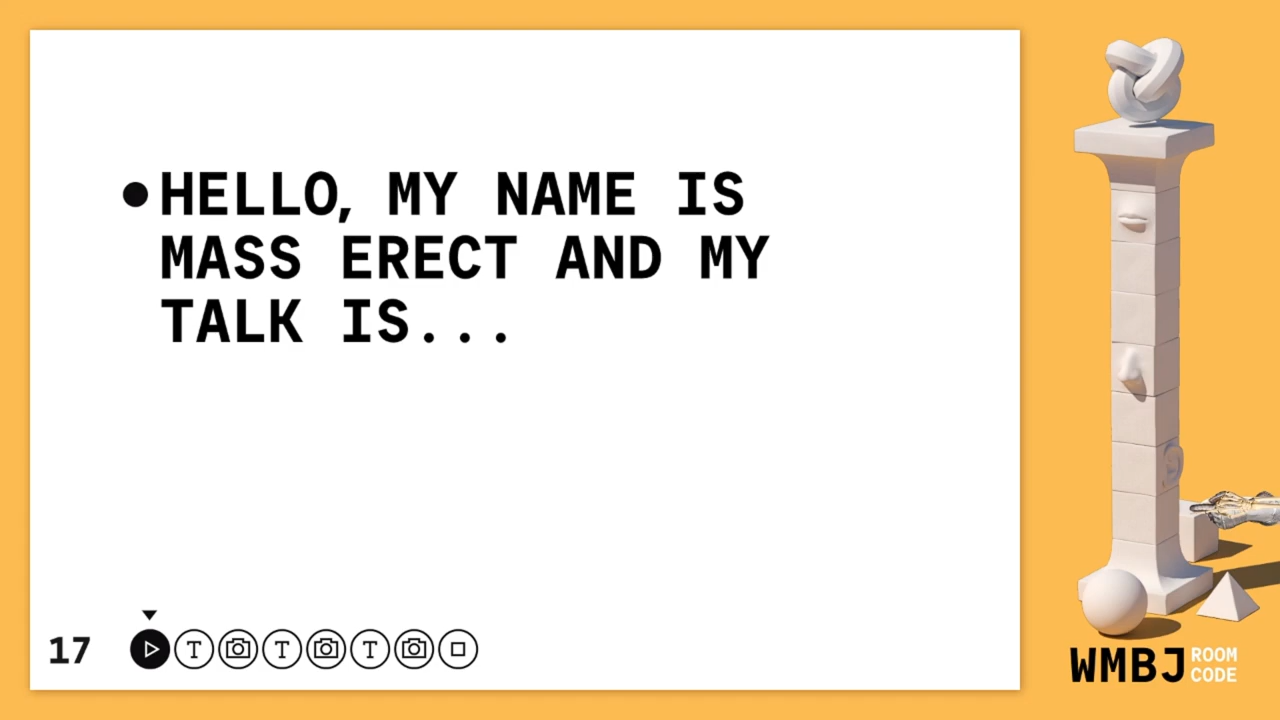 HELLO, MY NAME IS
MASS ERECT AND MY
TALK IS...
17
T T T
WMBJ ROOM
CODE